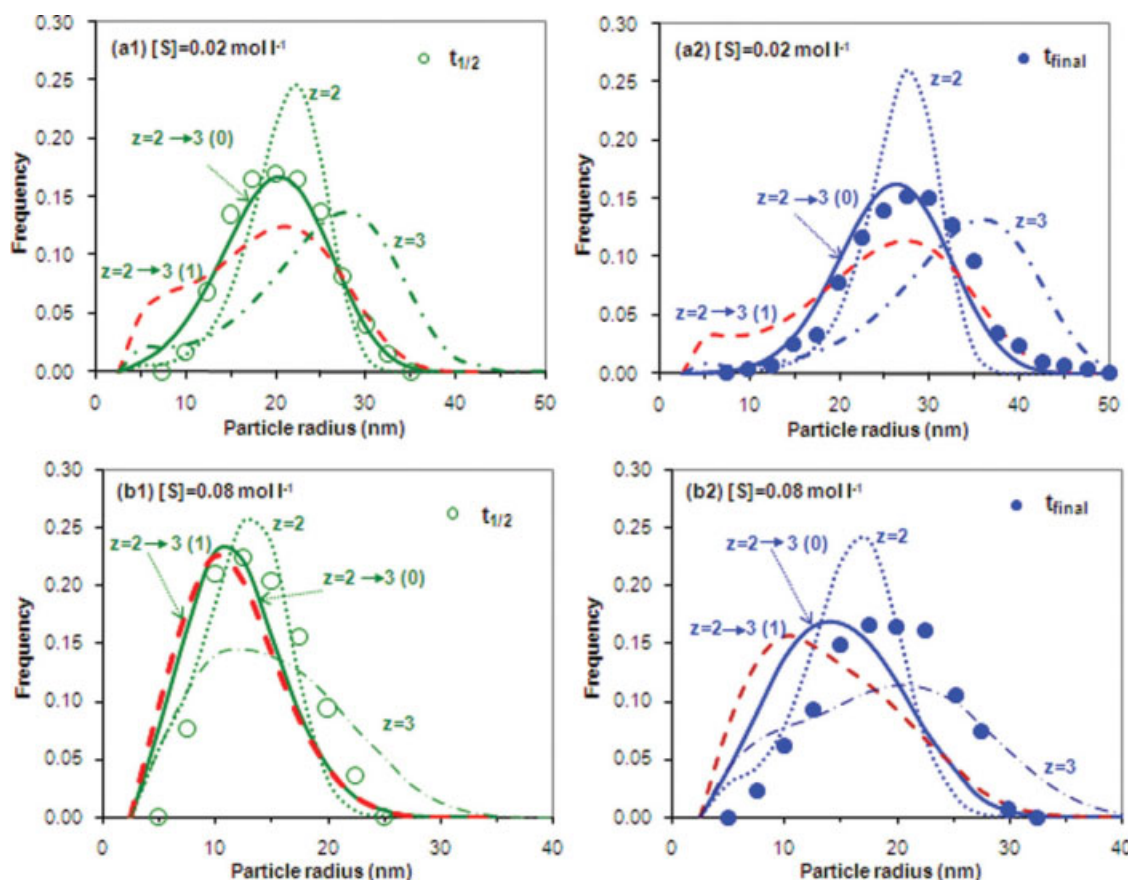 (a1) [S]=0.02 mol l⁻¹
t1/2
z=2
z=2→3 (0)
z=3
z=2→3 (1)
Frequency
0.30
0.25
0.20
0.15
0.10
0.05
0.00
0 10 20 30 40 50
Particle radius (nm)
(a2) [S]=0.02 mol l⁻¹
tfinal
z=2
z=2→3 (0)
z=3
z=2→3 (1)
Frequency
0.30
0.25
0.20
0.15
0.10
0.05
0.00
0 10 20 30 40 50
Particle radius (nm)
(b1) [S]=0.08 mol l⁻¹
t1/2
z=2
z=2→3 (1)
z=2→3 (0)
z=3
Frequency
0.30
0.25
0.20
0.15
0.10
0.05
0.00
0 10 20 30 40
Particle radius (nm)
(b2) [S]=0.08 mol l⁻¹
tfinal
z=2→3 (0)
z=2
z=2→3 (1)
z=3
Frequency
0.30
0.25
0.20
0.15
0.10
0.05
0.00
0 10 20 30 40
Particle radius (nm)